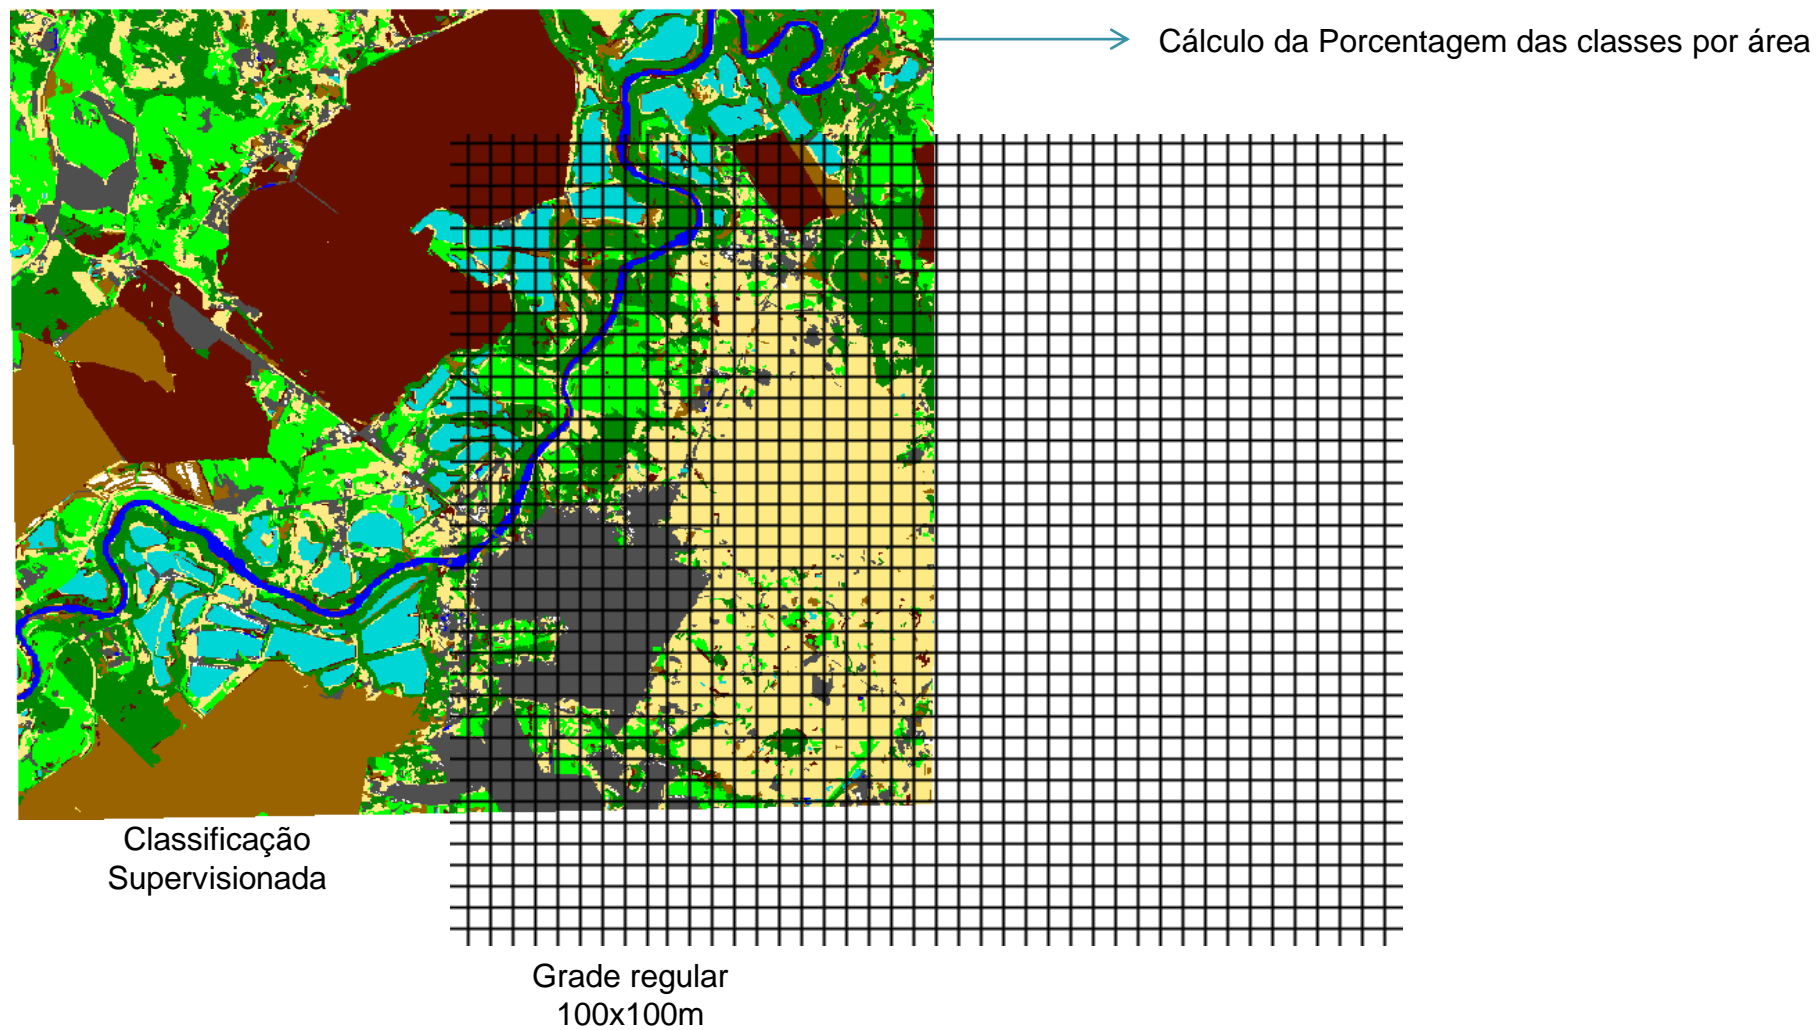 Cálculo da Porcentagem das classes por área
Classificação
Supervisionada
Grade regular
100x100m